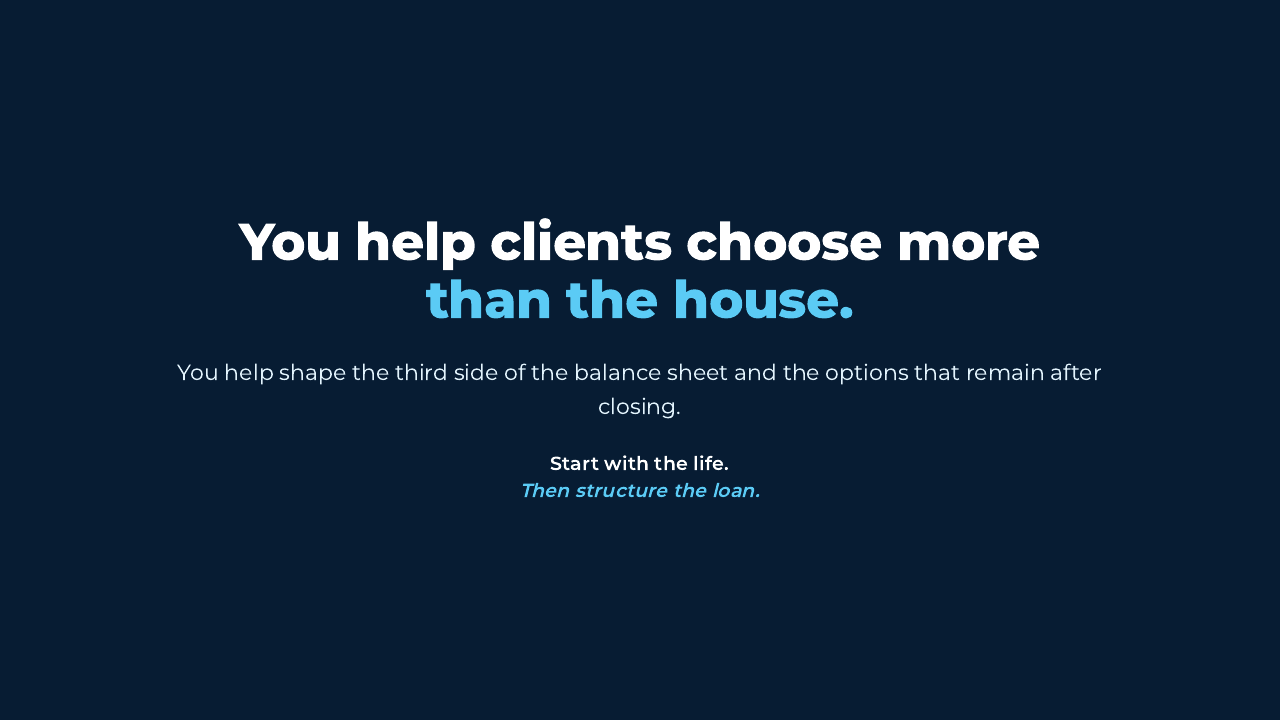 You help clients choose more
than the house.
You help shape the third side of the balance sheet and the options that remain after
closing.
Start with the life.
Then structure the loan.